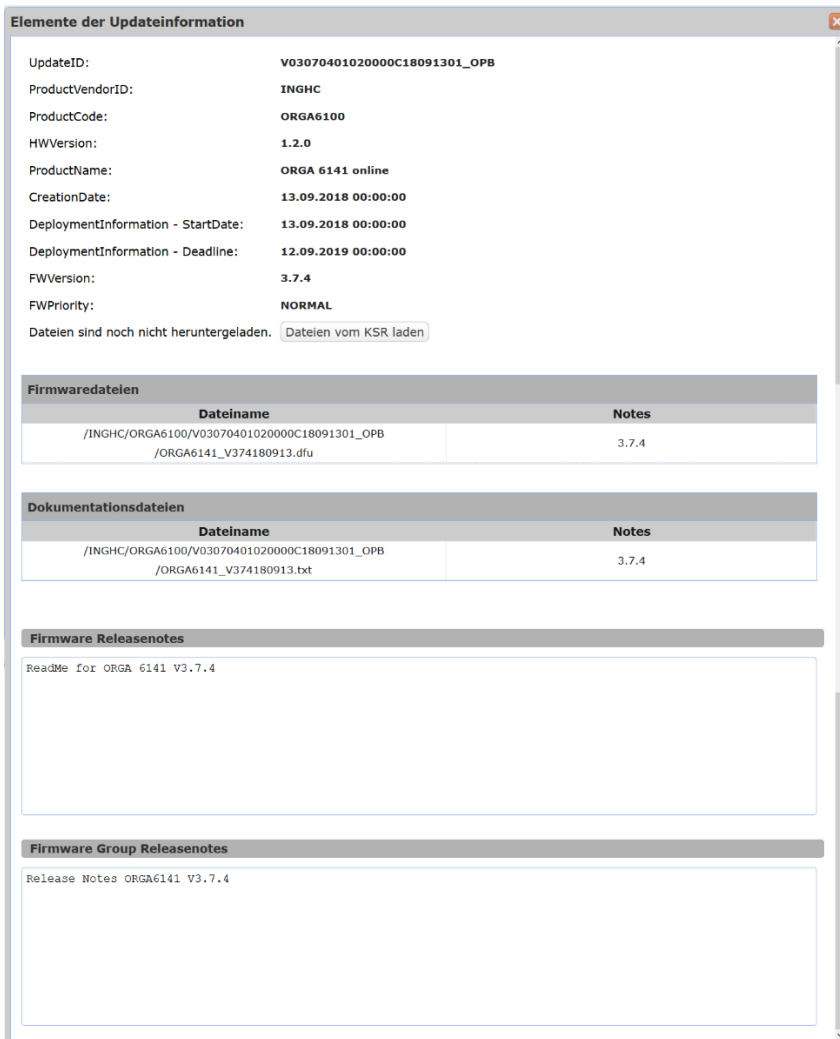 Elemente der Updateinformation
UpdateID: V03070401020000C18091301_OPB
ProductVendorID: INGHC
ProductCode: ORGA6100
HWVersion: 1.2.0
ProductName: ORGA 6141 online
CreationDate: 13.09.2018 00:00:00
DeploymentInformation - StartDate: 13.09.2018 00:00:00
DeploymentInformation - Deadline: 12.09.2019 00:00:00
FWVersion: 3.7.4
FWPriority: NORMAL
Dateien sind noch nicht heruntergeladen. Dateien vom KSR laden
Firmwaredateien
Dateiname Notes
/INGHC/ORGA6100/V03070401020000C18091301_OPB
/ORGA6141_V374180913.dfu 3.7.4
Dokumentationsdateien
Dateiname Notes
/INGHC/ORGA6100/V03070401020000C18091301_OPB
/ORGA6141_V374180913.txt 3.7.4
Firmware Releasenotes
ReadMe for ORGA 6141 V3.7.4
Firmware Group Releasenotes
Release Notes ORGA6141 V3.7.4